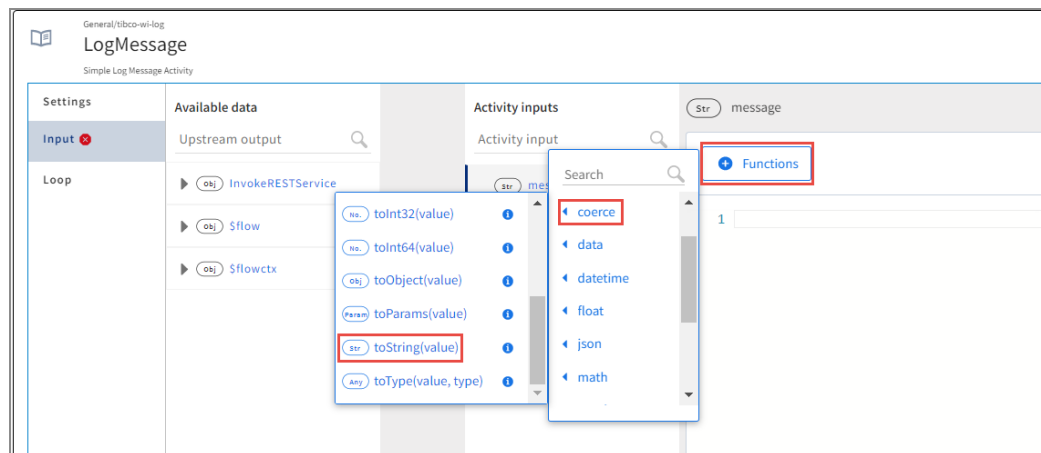 General/tibco-wi-log
LogMessage
Simple Log Message Activity
Settings
Input
Loop
Available data
Upstream output
Obj InvokeRESTService
Obj $flow
Obj $flowctx
Activity inputs
Activity input
Str mes
No. toInt32(value)
No. toInt64(value)
Obj toObject(value)
Param toParams(value)
Str toString(value)
Any toType(value, type)
Search
coerce
data
datetime
float
json
math
Str message
Functions
1